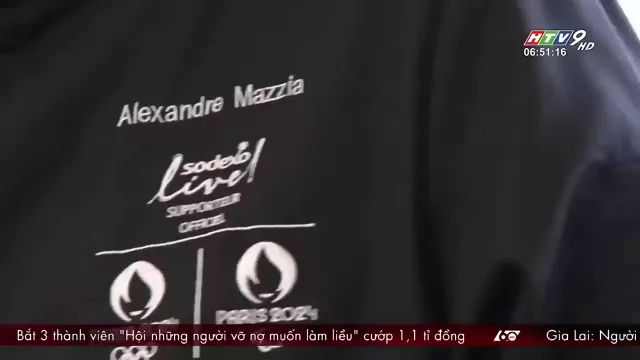 HTV9 HD
06:51:16
Alexandre Mazzia
sodexo
live!
SUPPORTEUR
OFFICIEL
PARIS 2024
Bắt 3 thành viên "Hội những người vỡ nợ muốn làm liều" cướp 1,1 tỉ đồng
60 Gia Lai: Người